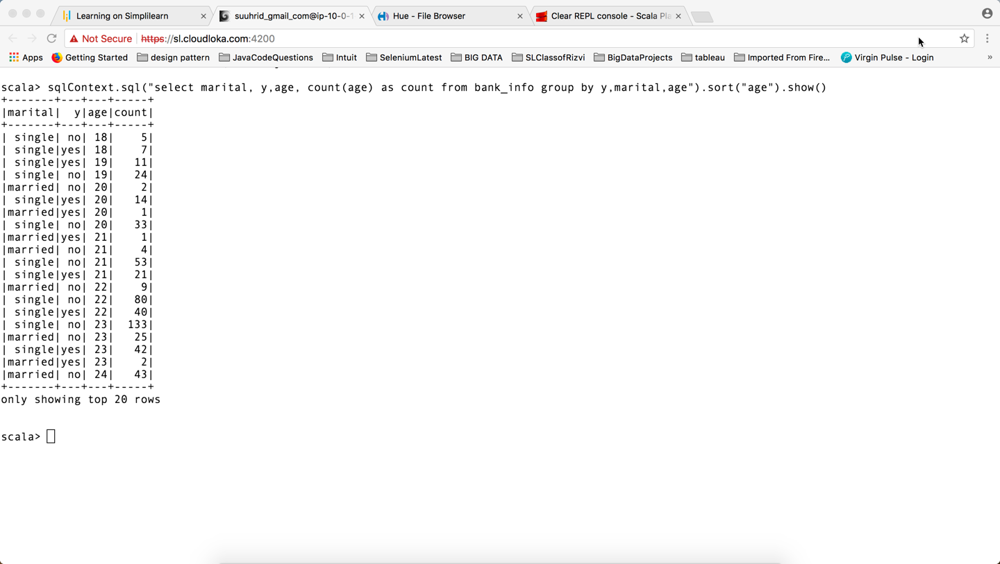 Learning on Simplilearn
suuhrid_gmail_com@ip-10-0-1
Hue - File Browser
Clear REPL console - Scala Pla
Not Secure https://sl.cloudloka.com:4200
Apps Getting Started design pattern JavaCodeQuestions Intuit SeleniumLatest BIG DATA SLClassofRizvi BigDataProjects tableau Imported From Fire... Virgin Pulse - Login »
scala> sqlContext.sql("select marital, y,age, count(age) as count from bank_info group by y,marital,age").sort("age").show()
+-------+---+---+-----+
|marital|  y|age|count|
+-------+---+---+-----+
| single| no| 18|    5|
| single|yes| 18|    7|
| single|yes| 19|   11|
| single| no| 19|   24|
|married| no| 20|    2|
| single|yes| 20|   14|
|married|yes| 20|    1|
| single| no| 20|   33|
|married|yes| 21|    1|
|married| no| 21|    4|
| single| no| 21|   53|
| single|yes| 21|   21|
|married| no| 22|    9|
| single| no| 22|   80|
| single|yes| 22|   40|
| single| no| 23|  133|
|married| no| 23|   25|
| single|yes| 23|   42|
|married|yes| 23|    2|
|married| no| 24|   43|
+-------+---+---+-----+
only showing top 20 rows
scala>